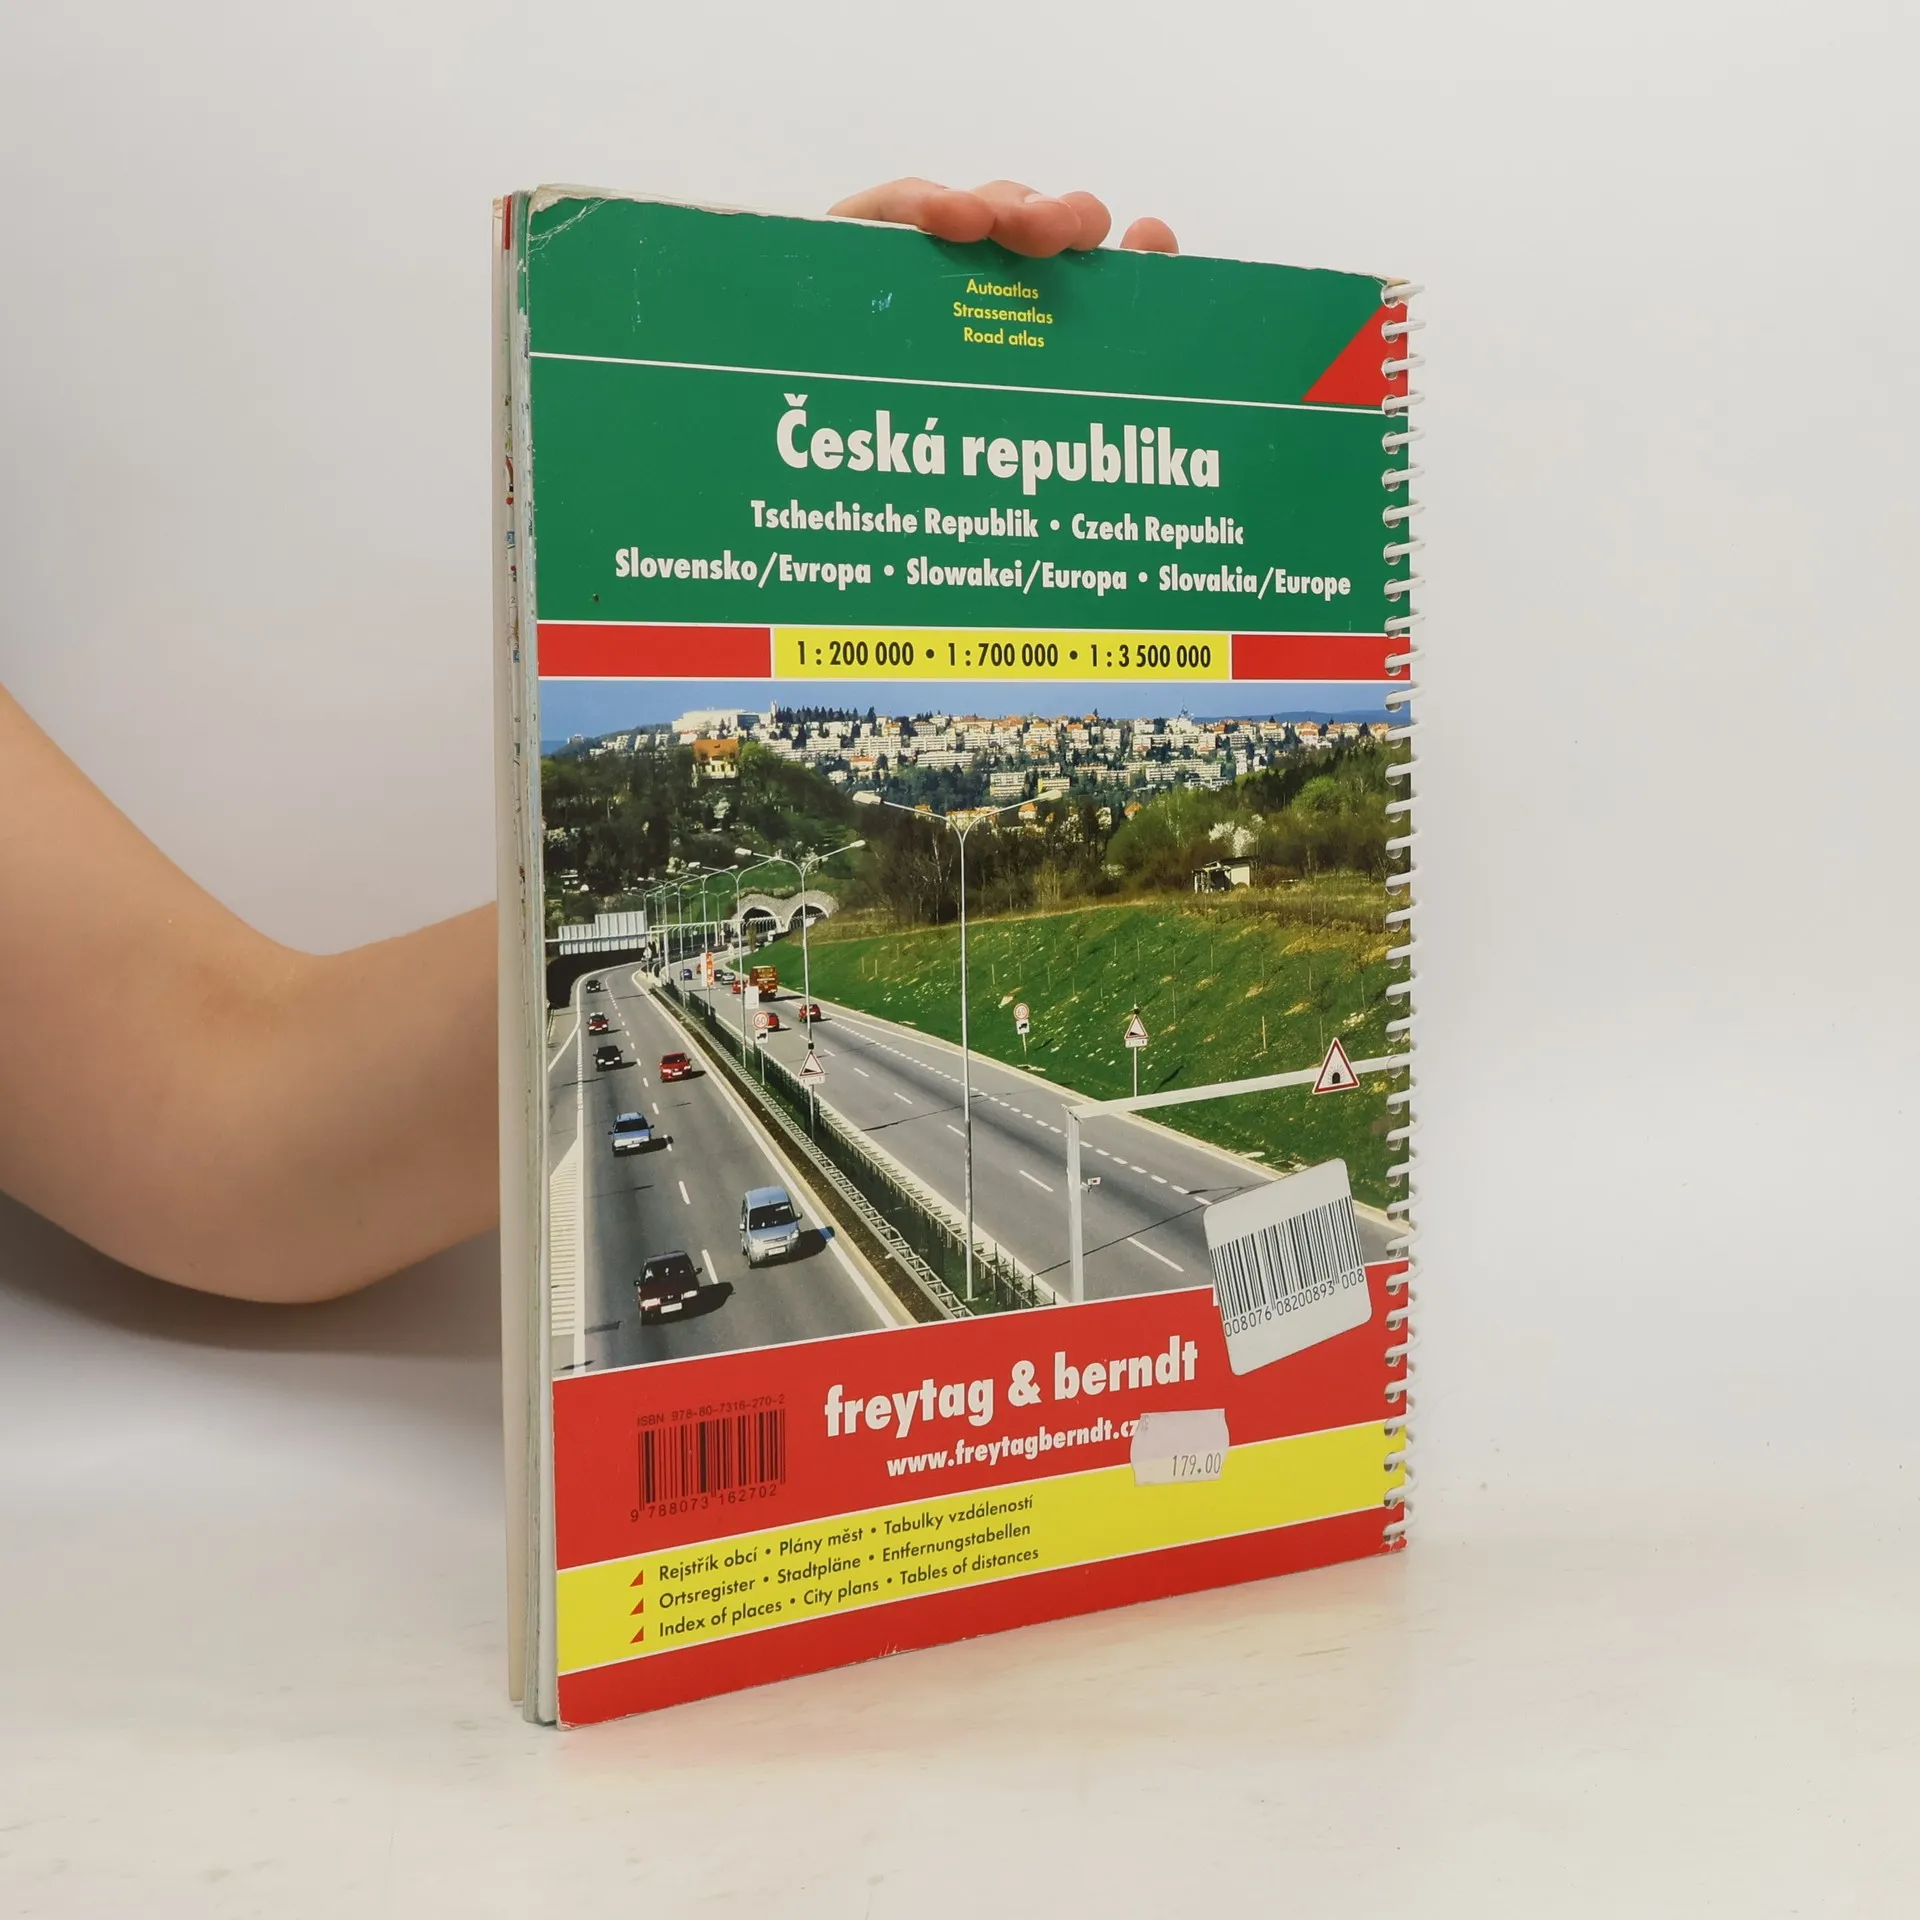 Autoatlas
Strassenatlas
Road atlas
Česká republika
Tschechische Republik • Czech Republic
Slovensko/Evropa • Slowakei/Europa • Slovakia/Europe
1 : 200 000 • 1 : 700 000 • 1 : 3 500 000
008076 08200893 008
freytag & berndt
www.freytagberndt.cz
179.00
ISBN 978-80-7316-270-2
9 788073 162702
Rejstřík obcí • Plány měst • Tabulky vzdáleností
Ortsregister • Stadtpläne • Entfernungstabellen
Index of places • City plans • Tables of distances